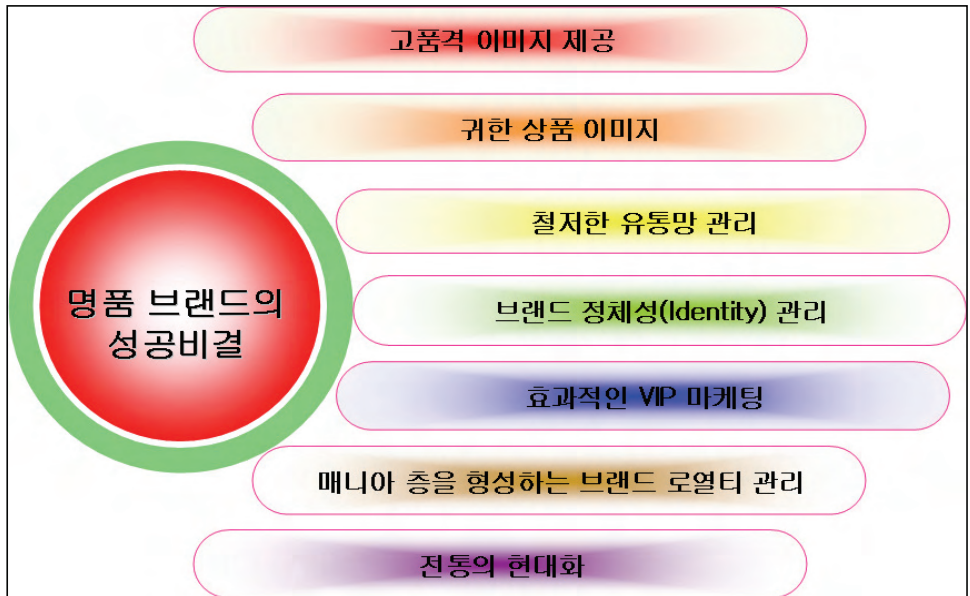 고품격 이미지 제공
귀한 상품 이미지
철저한 유통망 관리
명품 브랜드의
성공비결
브랜드 정체성(Identity) 관리
효과적인 VIP 마케팅
매니아 층을 형성하는 브랜드 로열티 관리
전통의 현대화